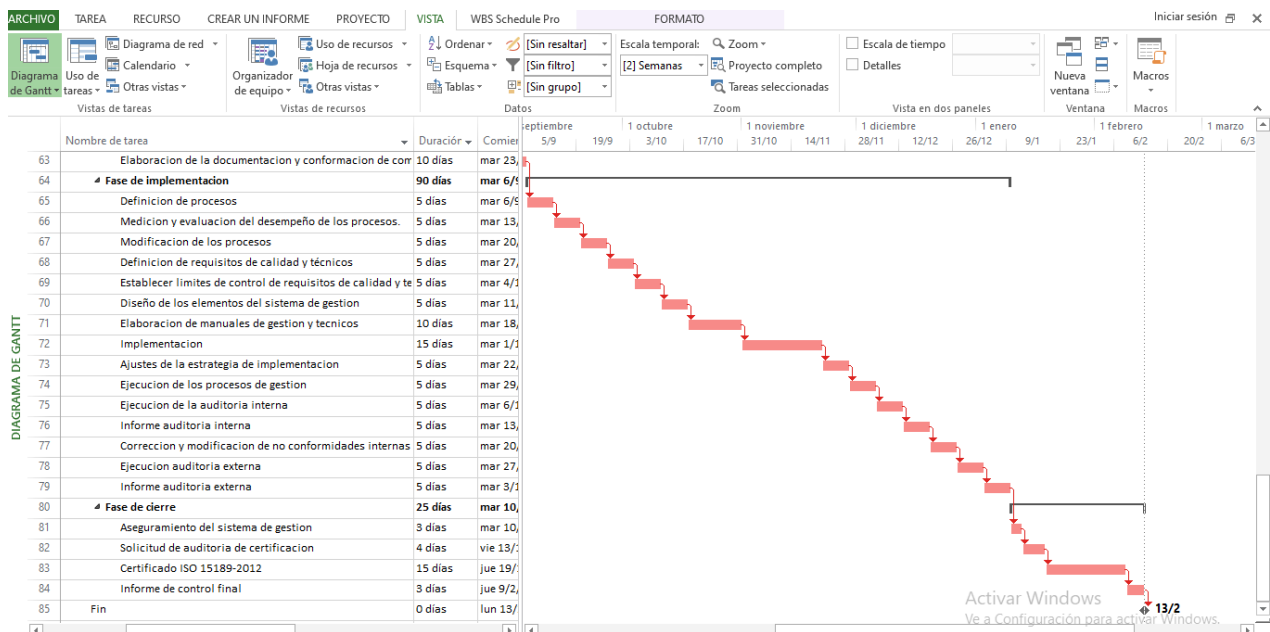 ARCHIVO TAREA RECURSO CREAR UN INFORME PROYECTO VISTA WBS Schedule Pro FORMATO Iniciar sesión
Diagrama de Gantt
Uso de tareas
Diagrama de red
Calendario
Otras vistas
Vistas de tareas
Organizador de equipo
Uso de recursos
Hoja de recursos
Otras vistas
Vistas de recursos
Ordenar
Esquema
Tablas
[Sin resaltar]
[Sin filtro]
[Sin grupo]
Datos
Escala temporal:
[2] Semanas
Zoom
Proyecto completo
Tareas seleccionadas
Zoom
Escala de tiempo
Detalles
Vista en dos paneles
Nueva ventana
Ventana
Macros
Macros
DIAGRAMA DE GANTT
eptiembre 1 octubre 1 noviembre 1 diciembre 1 enero 1 febrero 1 marzo
Nombre de tarea Duració Comie 5/9 19/9 3/10 17/10 31/10 14/11 28/11 12/12 26/12 9/1 23/1 6/2 20/2 6/3
63 Elaboracion de la documentacion y conformacion de com 10 días mar 23,
64 Fase de implementacion 90 días mar 6/9
65 Definicion de procesos 5 días mar 6/9
66 Medicion y evaluacion del desempeño de los procesos. 5 días mar 13,
67 Modificacion de los procesos 5 días mar 20,
68 Definicion de requisitos de calidad y técnicos 5 días mar 27,
69 Establecer limites de control de requisitos de calidad y te 5 días mar 4/1
70 Diseño de los elementos del sistema de gestion 5 días mar 11,
71 Elaboracion de manuales de gestion y tecnicos 10 días mar 18,
72 Implementacion 15 días mar 1/1
73 Ajustes de la estrategia de implementacion 5 días mar 22,
74 Ejecucion de los procesos de gestion 5 días mar 29,
75 Ejecucion de la auditoria interna 5 días mar 6/1
76 Informe auditoria interna 5 días mar 13,
77 Correccion y modificacion de no conformidades internas 5 días mar 20,
78 Ejecucion auditoria externa 5 días mar 27,
79 Informe auditoria externa 5 días mar 3/1
80 Fase de cierre 25 días mar 10,
81 Aseguramiento del sistema de gestion 3 días mar 10,
82 Solicitud de auditoria de certificacion 4 días vie 13/
83 Certificado ISO 15189-2012 15 días jue 19/
84 Informe de control final 3 días jue 9/2,
85 Fin 0 días lun 13/
13/2
Activar Windows
Ve a Configuración para activar Windows.